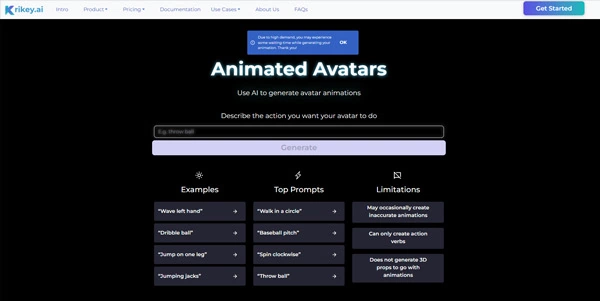 Krikey.ai
Intro
Product
Pricing
Documentation
Use Cases
About Us
FAQs
Get Started
Due to high demand, you may experience
some waiting time while generating your
animation. Thank you!
OK
Animated Avatars
Use AI to generate avatar animations
Describe the action you want your avatar to do
E.g. throw ball
Generate
Examples
"Wave left hand"
"Dribble ball"
"Jump on one leg"
"Jumping jacks"
Top Prompts
"Walk in a circle"
"Baseball pitch"
"Spin clockwise"
"Throw ball"
Limitations
May occasionally create
inaccurate animations
Can only create action
verbs
Does not generate 3D
props to go with
animations